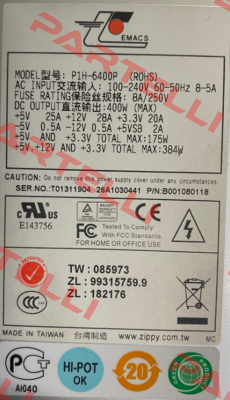 EMACS
MODEL型号: P1H-6400P (ROHS)
AC INPUT交流输入: 100-240V 60-50Hz 8-5A
FUSE RATING保险丝规格: 8A/250V
DC OUTPUT直流输出: 400W (MAX)
+5V 25A +12V 28A +3.3V 20A
-5V 0.5A -12V 0.5A +5VSB 2A
+5V AND +3.3V TOTAL MAX: 175W
+5V,+12V AND +3.3V TOTAL MAX: 384W
CAUTION:
Do not remove this power supply cover under any circumstances
SER.NO:T01311904 26A1030441 P/N:B001080118
c UL US
E143756
FC
Tested To Comply
With FCC Standards
FOR HOME OR OFFICE USE
TW : 085973
ZL : 99315759.9
ZL : 182176
MADE IN TAIWAN 台湾制造 www.zippy.com.tw MC
АЯ040
HI-POT
OK
20
PARTELLI